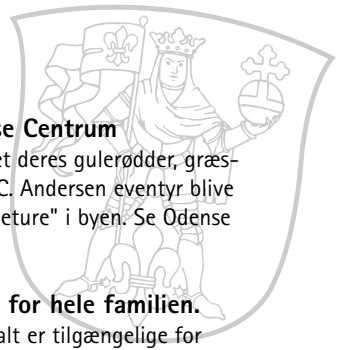 se Centrum
et deres gulerødder, græs-
C. Andersen eventyr blive
eture" i byen. Se Odense
for hele familien.
alt er tilgængelige for